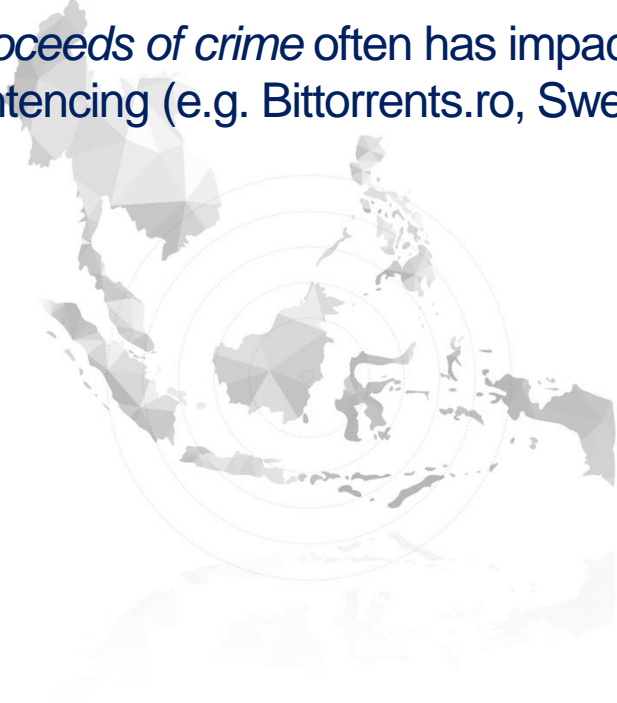 oceeds of crime often has impac
ntencing (e.g. Bittorrents.ro, Swe